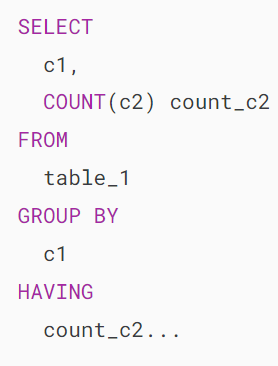 SELECT
c1,
COUNT(c2) count_c2
FROM
table_1
GROUP BY
c1
HAVING
count_c2...